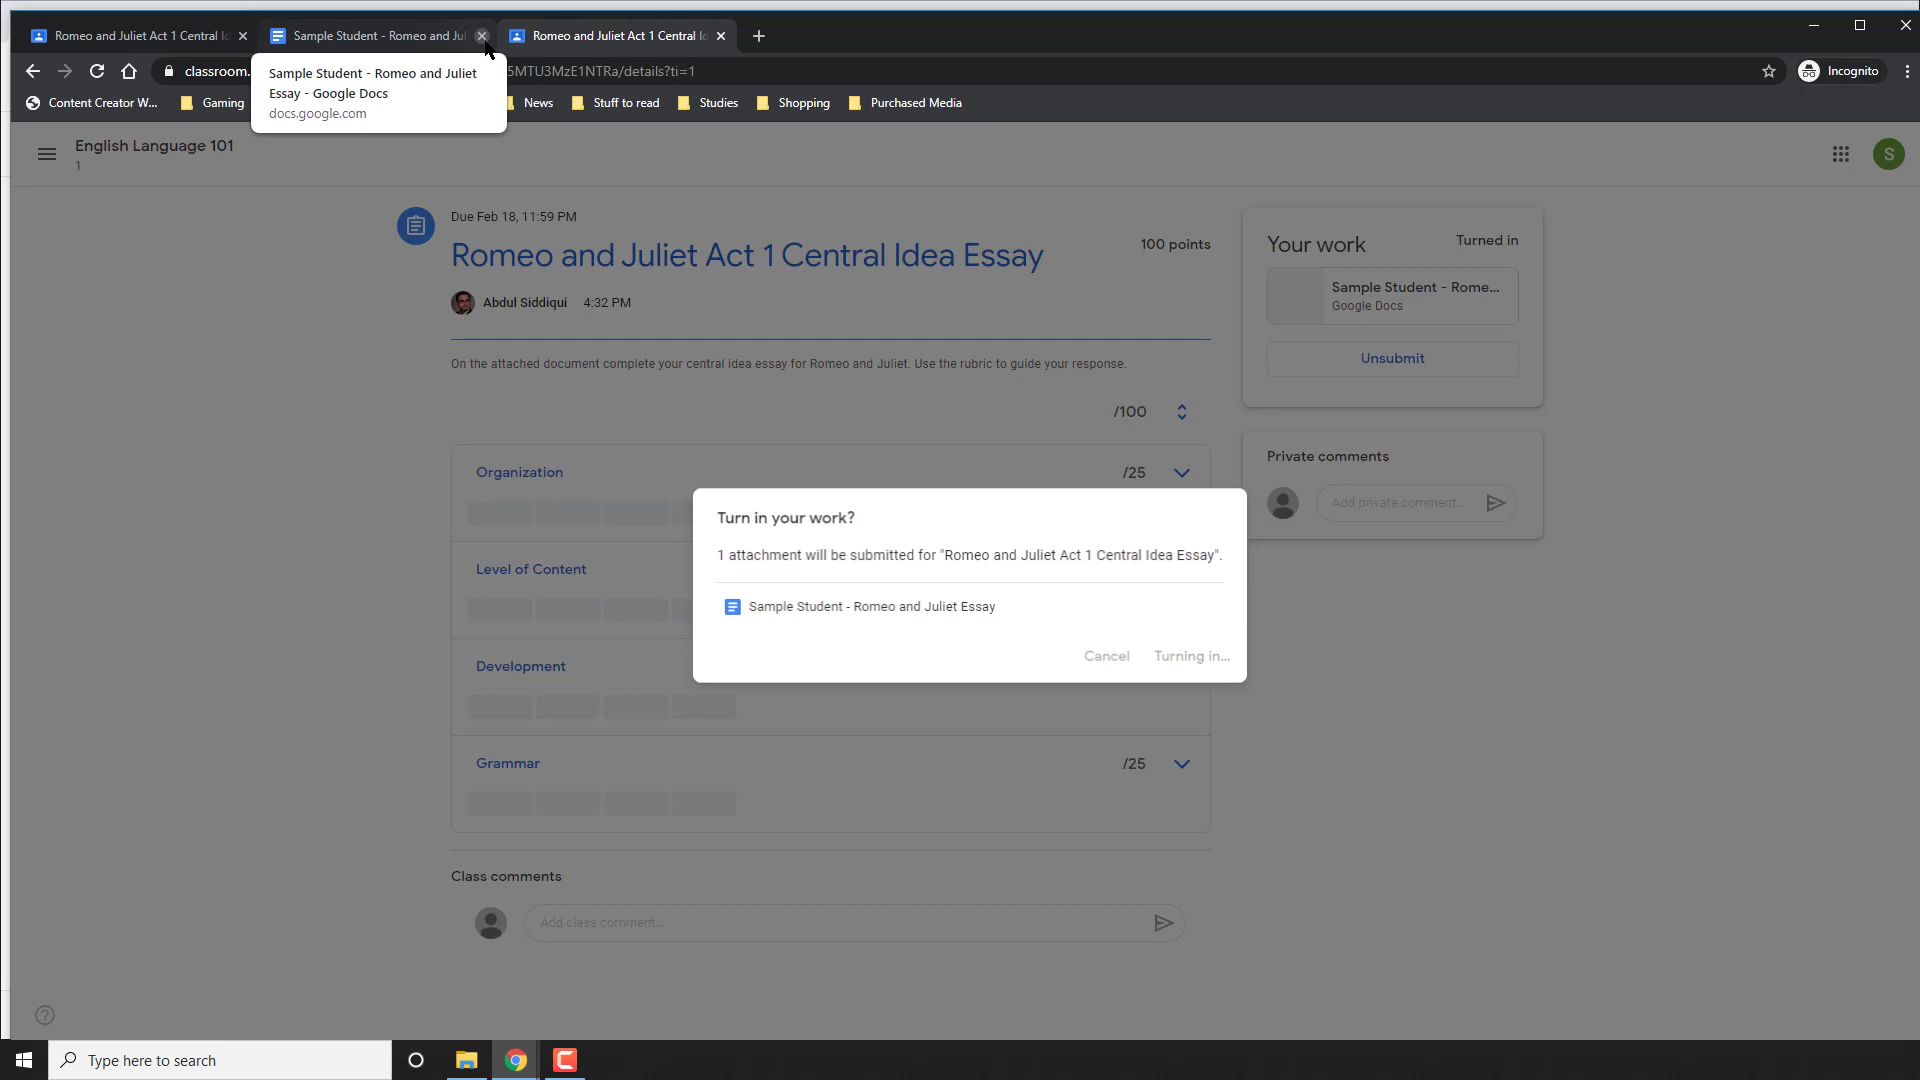 Romeo and Juliet Act 1 Central Id
Sample Student - Romeo and Jul
Romeo and Juliet Act 1 Central Id
classroom.
5MTU3MzE1NTRa/details?ti=1
Incognito
Sample Student - Romeo and Juliet
Essay - Google Docs
docs.google.com
Content Creator W...
Gaming
News
Stuff to read
Studies
Shopping
Purchased Media
English Language 101
1
S
Due Feb 18, 11:59 PM
Romeo and Juliet Act 1 Central Idea Essay
100 points
Abdul Siddiqui 4:32 PM
On the attached document complete your central idea essay for Romeo and Juliet. Use the rubric to guide your response.
/100
Organization
/25
Level of Content
Development
Grammar
/25
Your work
Turned in
Sample Student - Rome...
Google Docs
Unsubmit
Private comments
Add private comment...
Turn in your work?
1 attachment will be submitted for "Romeo and Juliet Act 1 Central Idea Essay".
Sample Student - Romeo and Juliet Essay
Cancel
Turning in...
Class comments
Add class comment...
Type here to search